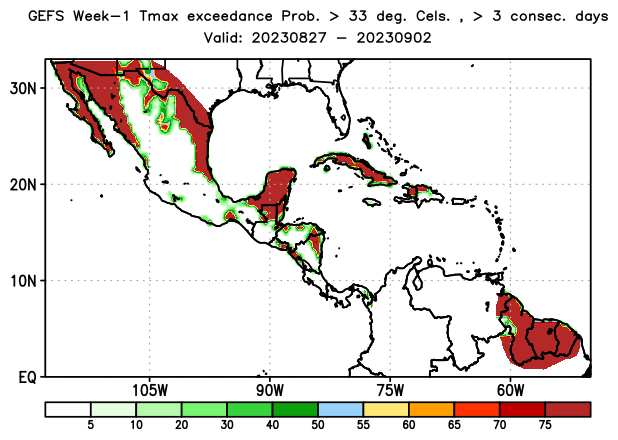 GEFS Week-1 Tmax exceedance Prob. > 33 deg. Cels. , > 3 consec. days
Valid: 20230827 - 20230902
30N
20N
10N
EQ
105W 90W 75W 60W
5 10 20 30 40 50 55 60 65 70 75